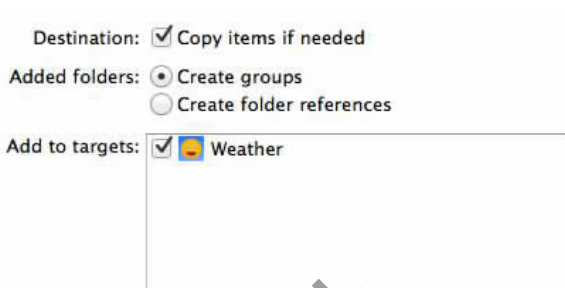 Destination: Copy items if needed
Added folders: Create groups
Create folder references
Add to targets: Weather